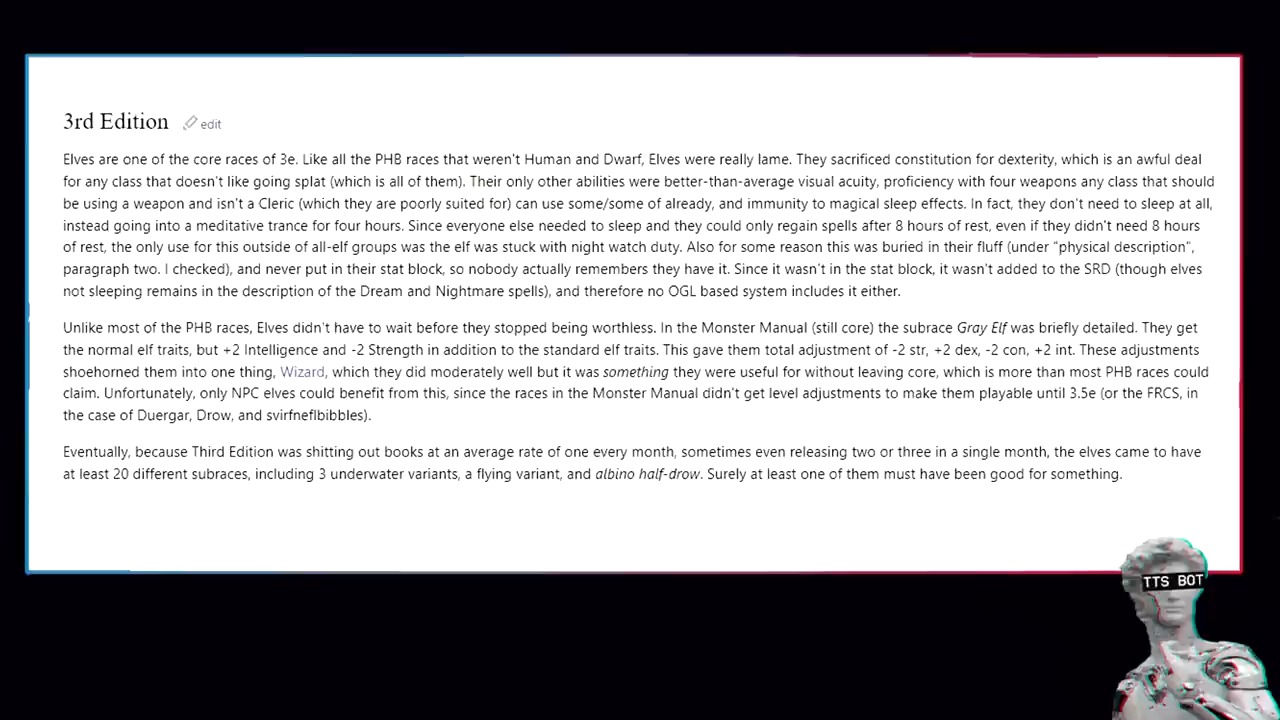 3rd Edition edit
Elves are one of the core races of 3e. Like all the PHB races that weren't Human and Dwarf, Elves were really lame. They sacrificed constitution for dexterity, which is an awful deal
for any class that doesn't like going splat (which is all of them). Their only other abilities were better-than-average visual acuity, proficiency with four weapons any class that should
be using a weapon and isn't a Cleric (which they are poorly suited for) can use some/some of already, and immunity to magical sleep effects. In fact, they don't need to sleep at all,
instead going into a meditative trance for four hours. Since everyone else needed to sleep and they could only regain spells after 8 hours of rest, even if they didn't need 8 hours
of rest, the only use for this outside of all-elf groups was the elf was stuck with night watch duty. Also for some reason this was buried in their fluff (under "physical description",
paragraph two. I checked), and never put in their stat block, so nobody actually remembers they have it. Since it wasn't in the stat block, it wasn't added to the SRD (though elves
not sleeping remains in the description of the Dream and Nightmare spells), and therefore no OGL based system includes it either.
Unlike most of the PHB races, Elves didn't have to wait before they stopped being worthless. In the Monster Manual (still core) the subrace Gray Elf was briefly detailed. They get
the normal elf traits, but +2 Intelligence and -2 Strength in addition to the standard elf traits. This gave them total adjustment of -2 str, +2 dex, -2 con, +2 int. These adjustments
shoehorned them into one thing, Wizard, which they did moderately well but it was something they were useful for without leaving core, which is more than most PHB races could
claim. Unfortunately, only NPC elves could benefit from this, since the races in the Monster Manual didn't get level adjustments to make them playable until 3.5e (or the FRCS, in
the case of Duergar, Drow, and svirfneflbibbles).
Eventually, because Third Edition was shitting out books at an average rate of one every month, sometimes even releasing two or three in a single month, the elves came to have
at least 20 different subraces, including 3 underwater variants, a flying variant, and albino half-drow. Surely at least one of them must have been good for something.
TTS BOT